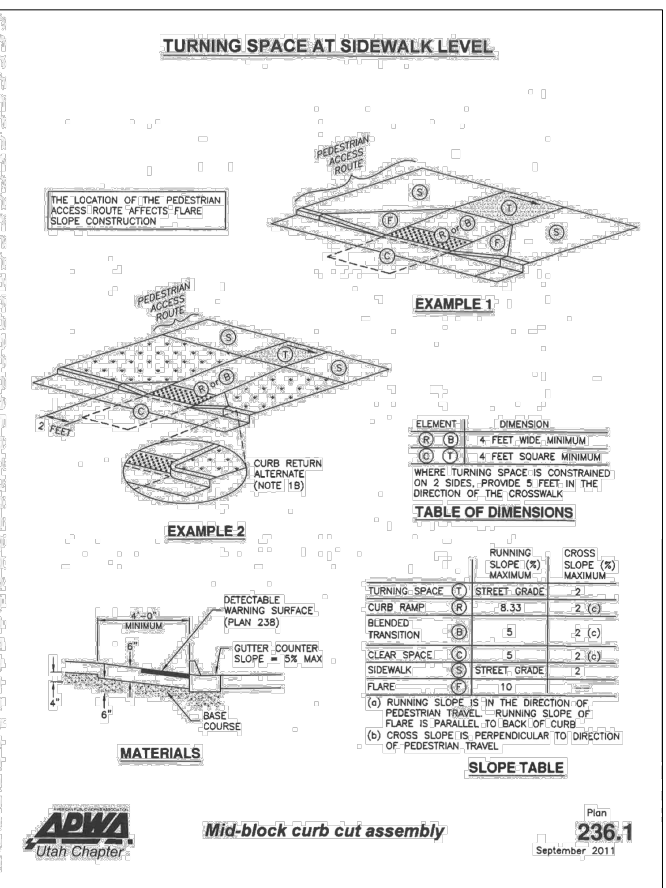 TURNING SPACE AT SIDEWALK LEVEL
PEDESTRIAN
ACCESS
ROUTE
THE LOCATION OF THE PEDESTRIAN
ACCESS ROUTE AFFECTS FLARE
SLOPE CONSTRUCTION
S
T
F
R or B
F
S
C
EXAMPLE 1
PEDESTRIAN
ACCESS
ROUTE
S
T
S
R or B
C
2 FEET
CURB RETURN
ALTERNATE
(NOTE 1B)
EXAMPLE 2
ELEMENT DIMENSION
R B 4 FEET WIDE MINIMUM
C T 4 FEET SQUARE MINIMUM
WHERE TURNING SPACE IS CONSTRAINED
ON 2 SIDES, PROVIDE 5 FEET IN THE
DIRECTION OF THE CROSSWALK
TABLE OF DIMENSIONS
DETECTABLE
WARNING SURFACE
(PLAN 238)
4'-0"
MINIMUM
6"
GUTTER COUNTER
SLOPE = 5% MAX
4"
6"
BASE
COURSE
MATERIALS
RUNNING SLOPE (%) MAXIMUM CROSS SLOPE (%) MAXIMUM
TURNING SPACE T STREET GRADE 2
CURB RAMP R 8.33 2 (c)
BLENDED
TRANSITION B 5 2 (c)
CLEAR SPACE C 5 2 (c)
SIDEWALK S STREET GRADE 2
FLARE F 10 —
(a) RUNNING SLOPE IS IN THE DIRECTION OF
PEDESTRIAN TRAVEL. RUNNING SLOPE OF
FLARE IS PARALLEL TO BACK OF CURB
(b) CROSS SLOPE IS PERPENDICULAR TO DIRECTION
OF PEDESTRIAN TRAVEL
SLOPE TABLE
AMERICAN PUBLIC WORKS ASSOCIATION
APWA
Utah Chapter
Mid-block curb cut assembly
Plan
236.1
September 2011